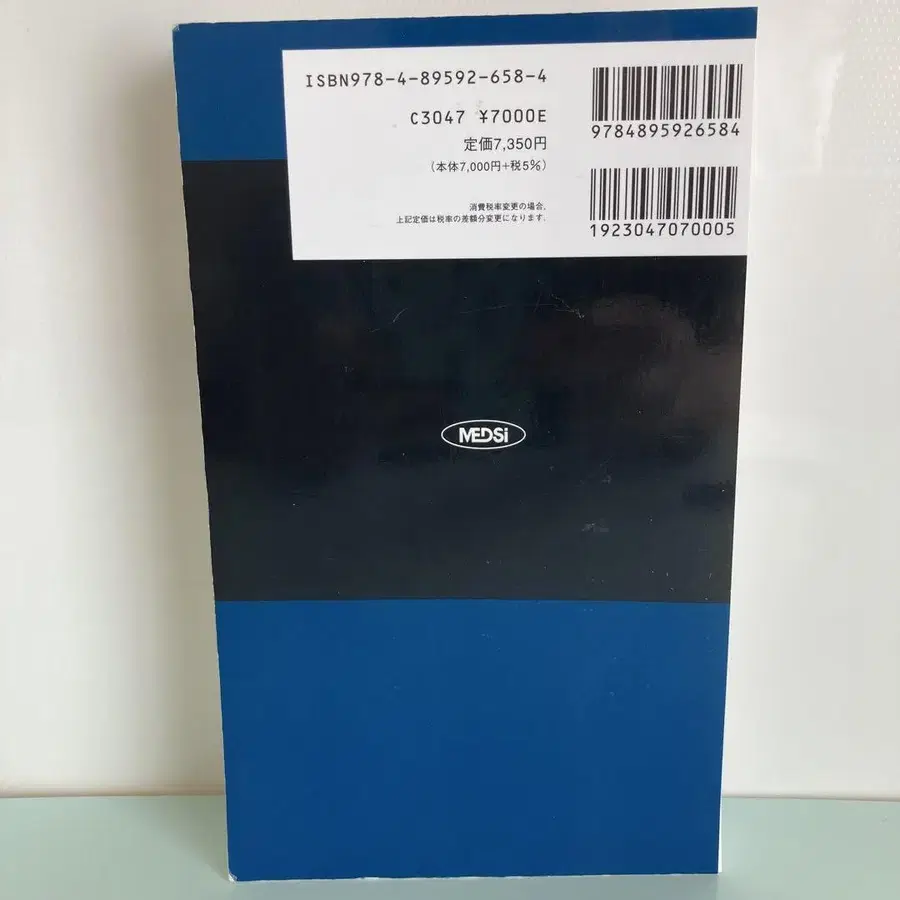 ISBN978-4-89592-658-4
C3047 ¥7000E
定価7,350円
(本体7,000円+税5%)
消費税率変更の場合,
上記定価は税率の差額分変更になります.
9784895926584
1923047070005
MEDSi